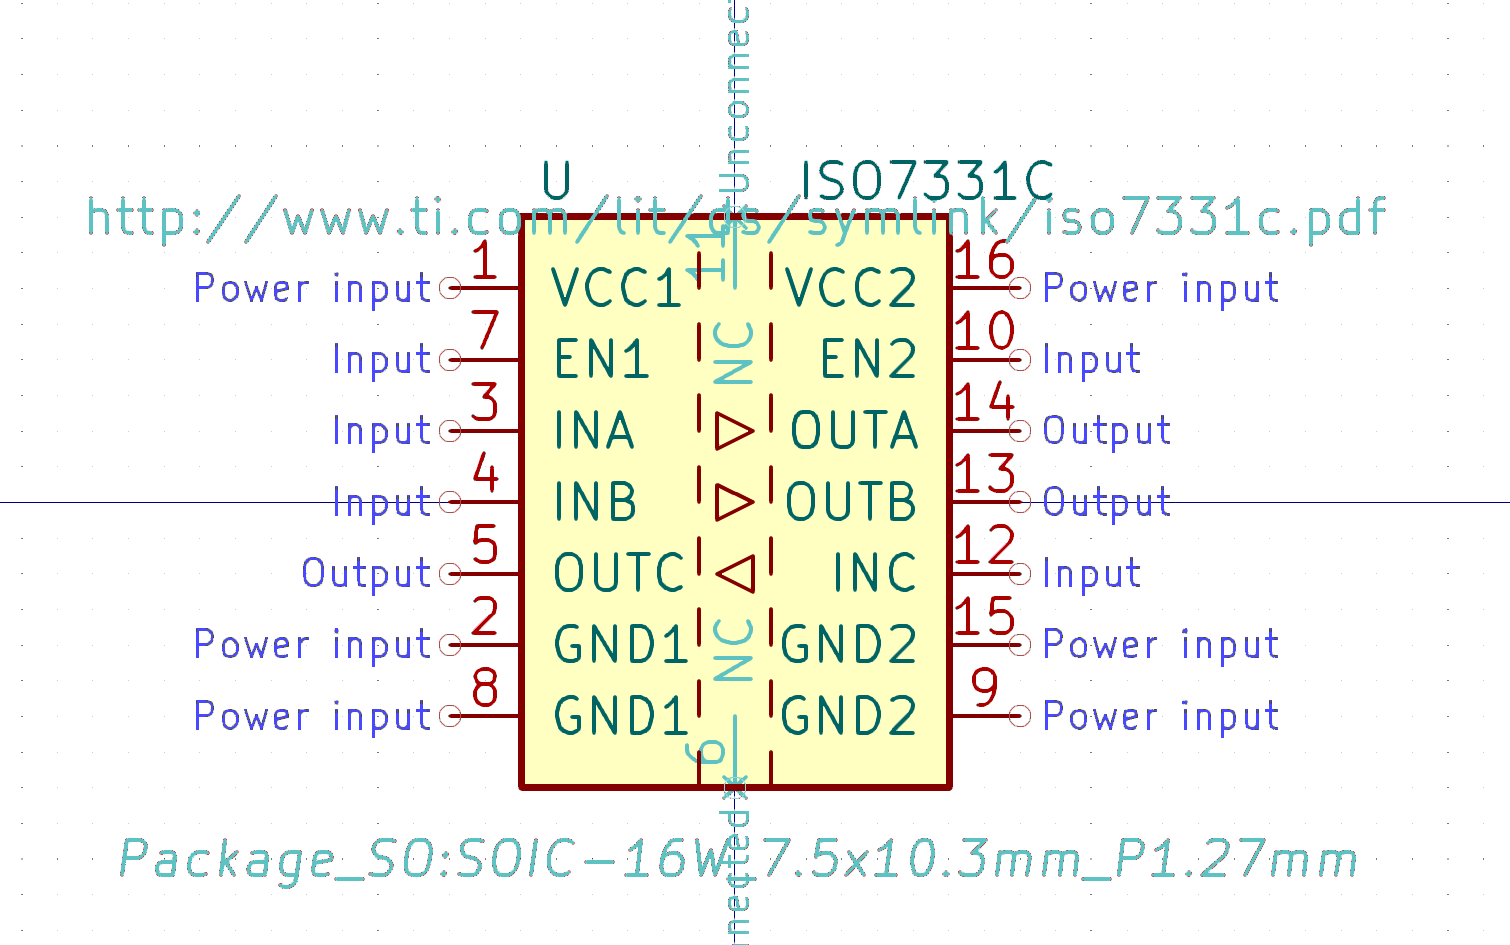 Unconnec
U ISO7331C
http://www.ti.com/lit/ds/symlink/iso7331c.pdf
11
1 16
Power input VCC1 VCC2 Power input
7 NC 10
Input EN1 EN2 Input
3 14
Input INA OUTA Output
4 13
Input INB OUTB Output
5 12
Output OUTC INC Input
2 NC 15
Power input GND1 GND2 Power input
8 9
Power input GND1 GND2 Power input
6
nected
Package_SO:SOIC-16W_7.5x10.3mm_P1.27mm